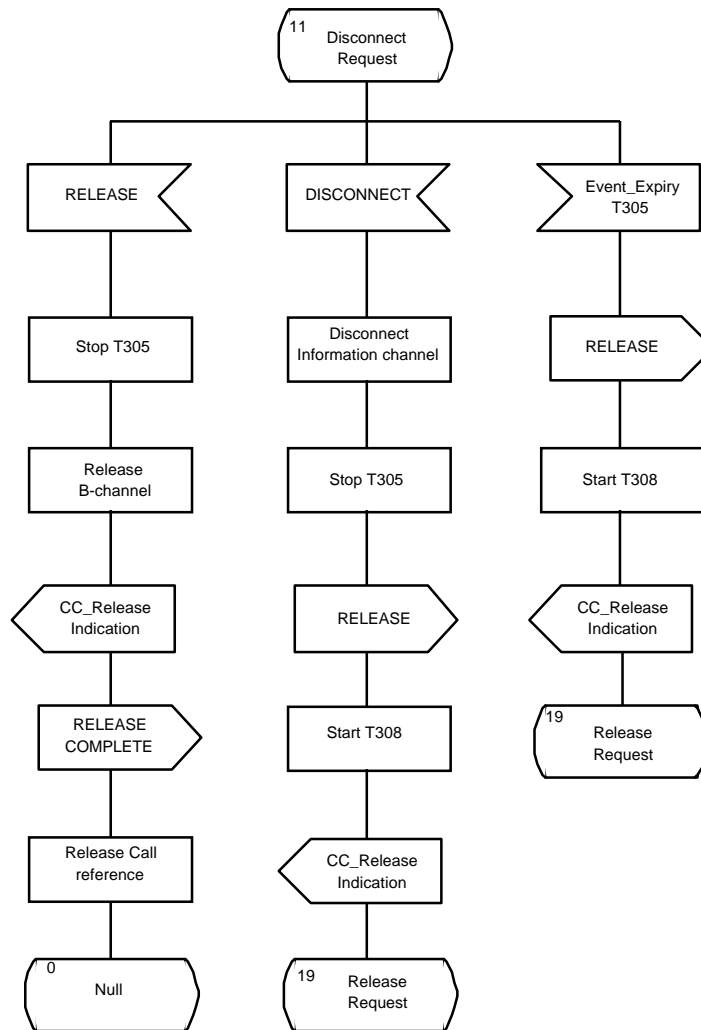 11
Disconnect
Request
RELEASE
DISCONNECT
Event_Expiry
T305
Stop T305
Disconnect
Information channel
RELEASE
Release
B-channel
Stop T305
Start T308
CC_Release
Indication
RELEASE
CC_Release
Indication
RELEASE
COMPLETE
Start T308
19
Release
Request
Release Call
reference
CC_Release
Indication
0
Null
19
Release
Request